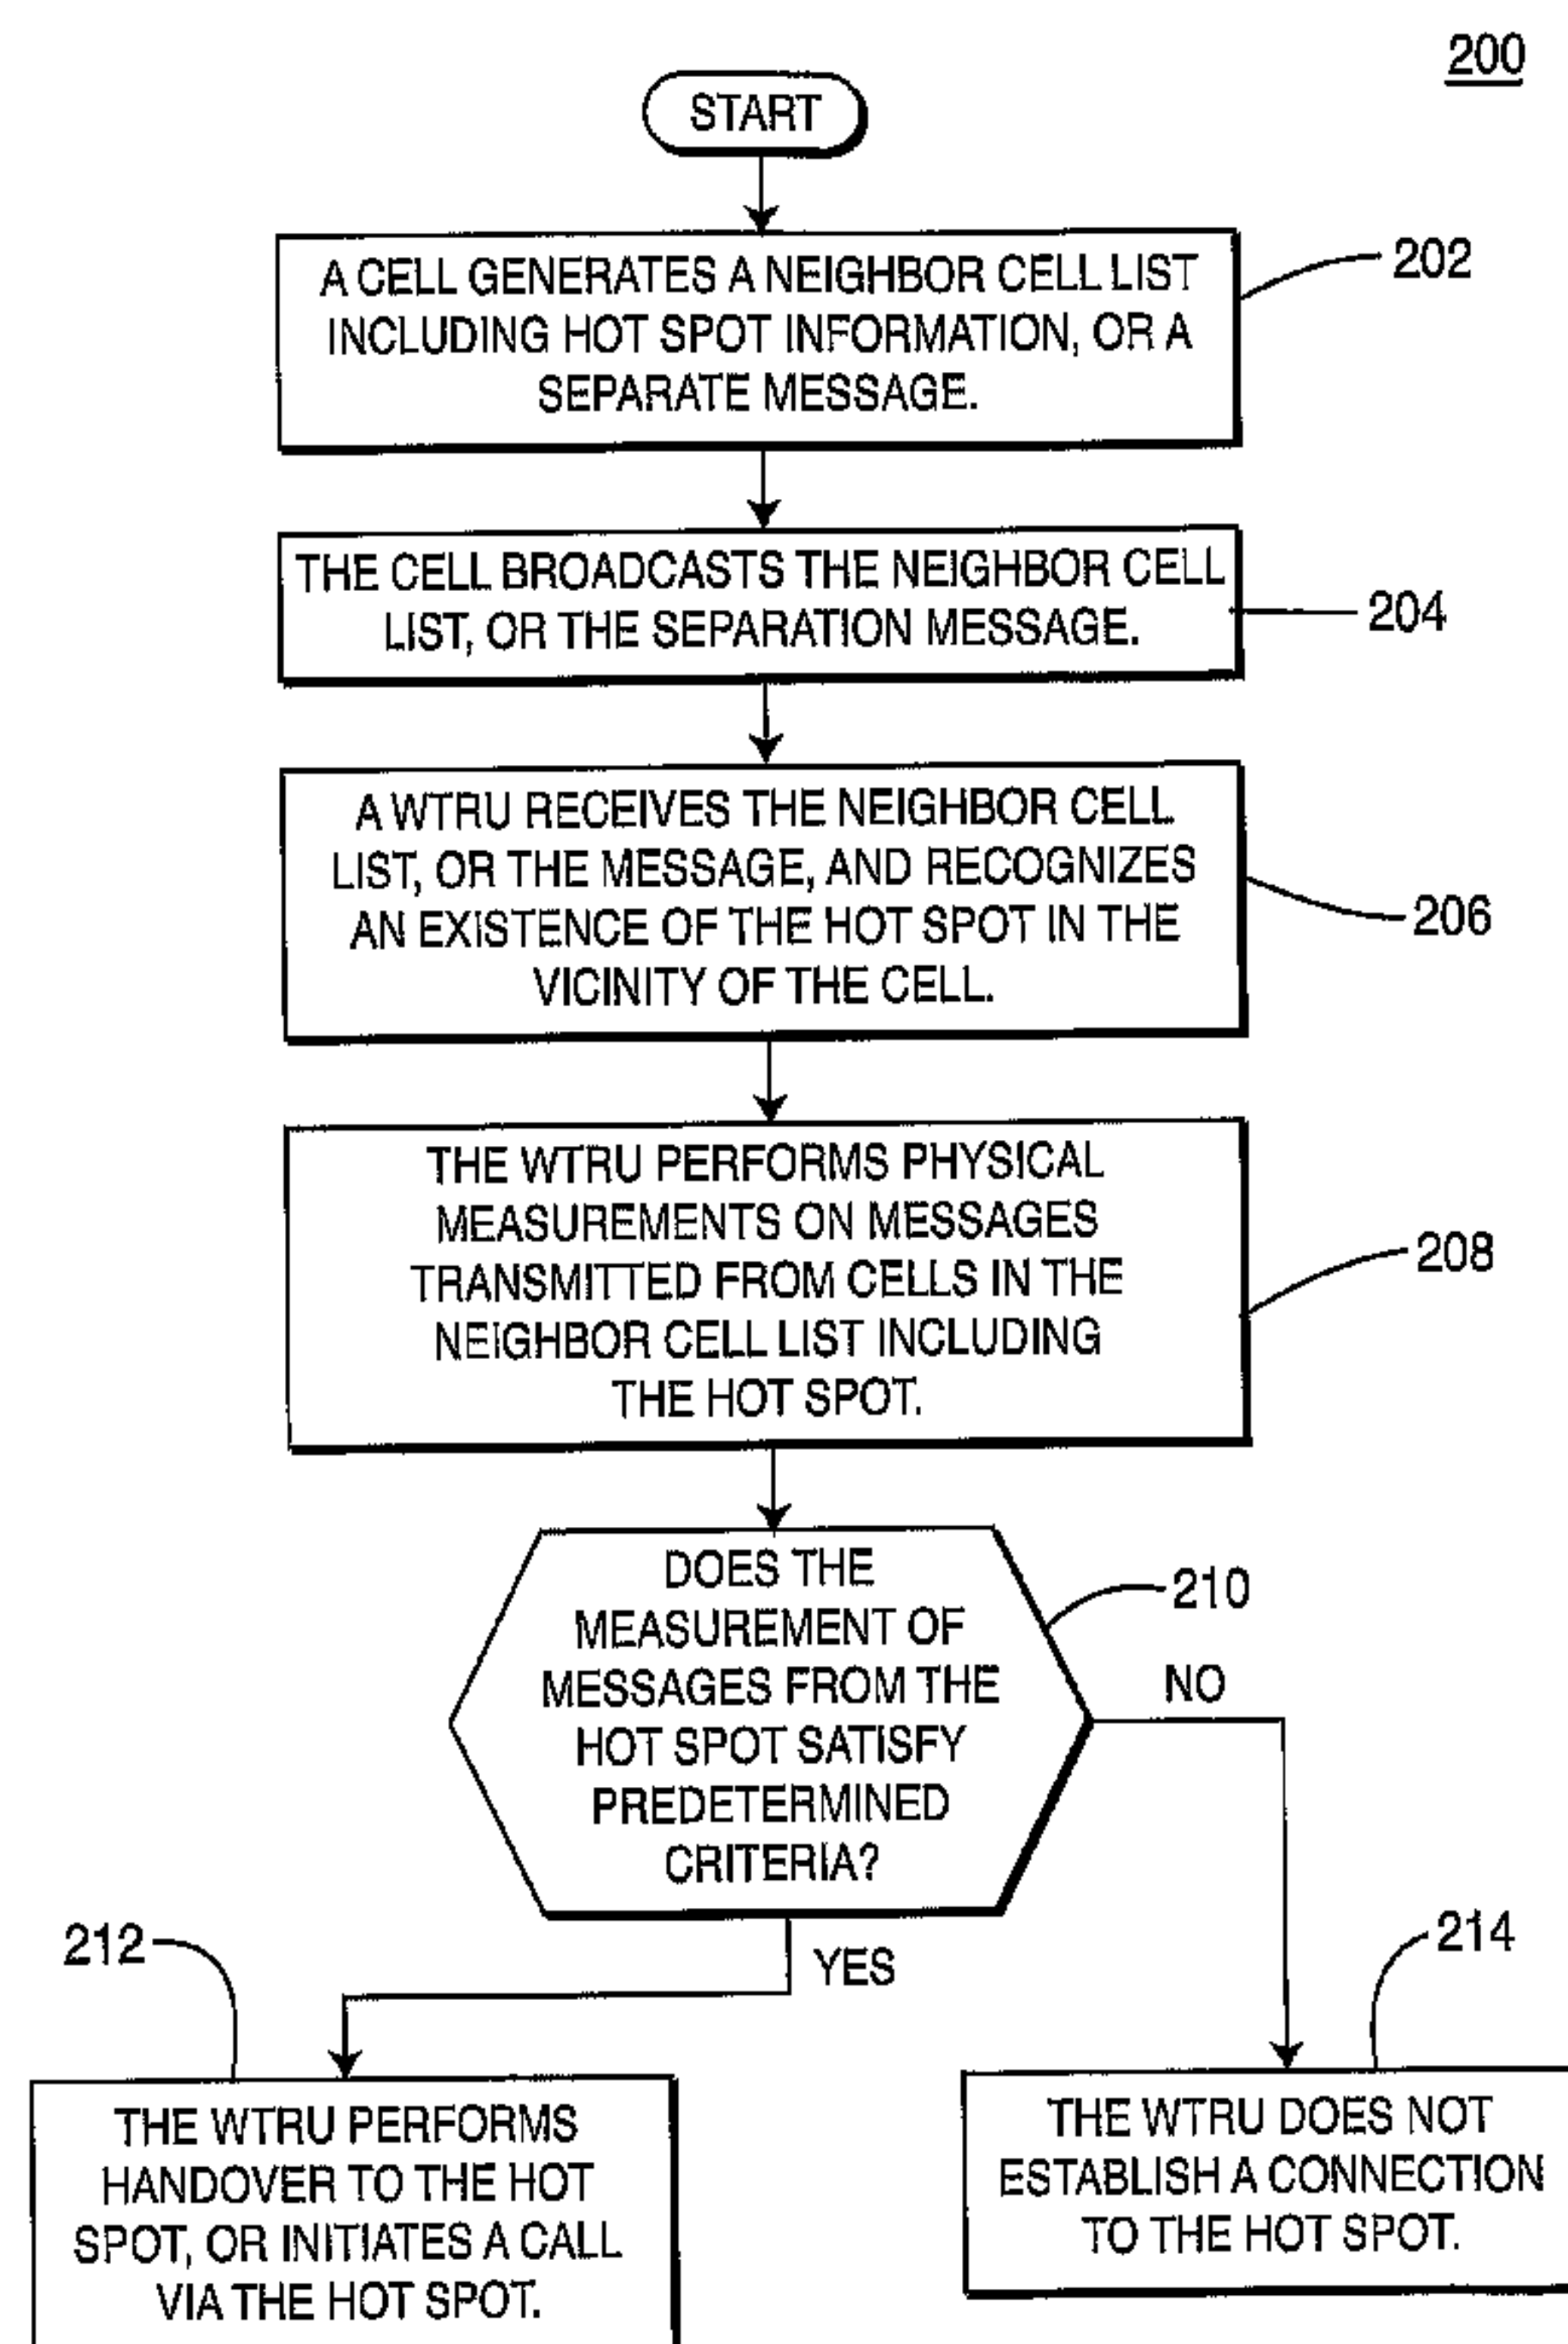 200
START
A CELL GENERATES A NEIGHBOR CELL LIST
INCLUDING HOT SPOT INFORMATION, OR A
SEPARATE MESSAGE.
202
THE CELL BROADCASTS THE NEIGHBOR CELL
LIST, OR THE SEPARATION MESSAGE.
204
A WTRU RECEIVES THE NEIGHBOR CELL
LIST, OR THE MESSAGE, AND RECOGNIZES
AN EXISTENCE OF THE HOT SPOT IN THE
VICINITY OF THE CELL.
206
THE WTRU PERFORMS PHYSICAL
MEASUREMENTS ON MESSAGES
TRANSMITTED FROM CELLS IN THE
NEIGHBOR CELL LIST INCLUDING
THE HOT SPOT.
208
DOES THE
MEASUREMENT OF
MESSAGES FROM THE
HOT SPOT SATISFY
PREDETERMINED
CRITERIA?
210
NO
YES
212
THE WTRU PERFORMS
HANDOVER TO THE HOT
SPOT, OR INITIATES A CALL
VIA THE HOT SPOT.
214
THE WTRU DOES NOT
ESTABLISH A CONNECTION
TO THE HOT SPOT.